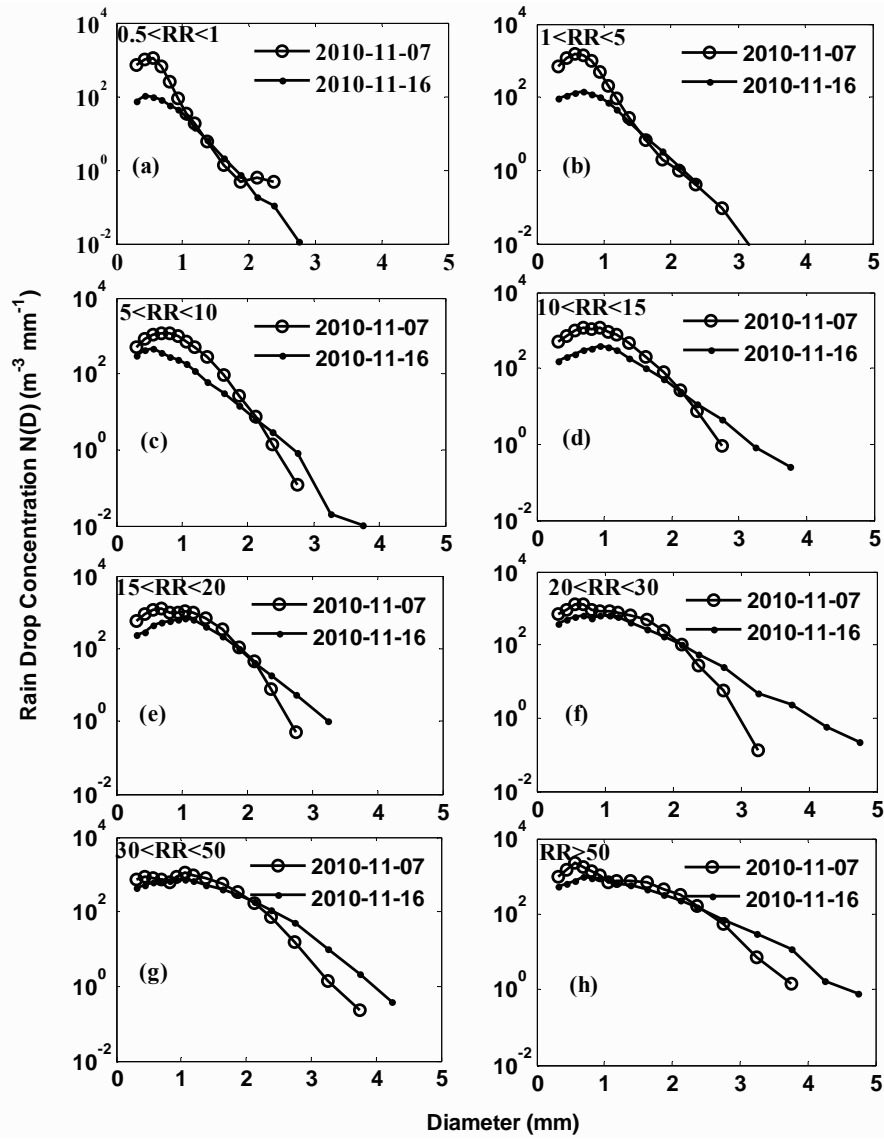 0.5<RR<1
2010-11-07
2010-11-16
(a)
10^4
10^2
10^0
10^-2
0 1 2 3 4 5
1<RR<5
2010-11-07
2010-11-16
(b)
10^4
10^2
10^0
10^-2
0 1 2 3 4 5
5<RR<10
2010-11-07
2010-11-16
(c)
10^4
10^2
10^0
10^-2
0 1 2 3 4 5
10<RR<15
2010-11-07
2010-11-16
(d)
10^4
10^2
10^0
10^-2
0 1 2 3 4 5
Rain Drop Concentration N(D) (m^-3 mm^-1)
15<RR<20
2010-11-07
2010-11-16
(e)
10^4
10^2
10^0
10^-2
0 1 2 3 4 5
20<RR<30
2010-11-07
2010-11-16
(f)
10^4
10^2
10^0
10^-2
0 1 2 3 4 5
30<RR<50
2010-11-07
2010-11-16
(g)
10^4
10^2
10^0
10^-2
0 1 2 3 4 5
RR>50
2010-11-07
2010-11-16
(h)
10^4
10^2
10^0
10^-2
0 1 2 3 4 5
Diameter (mm)